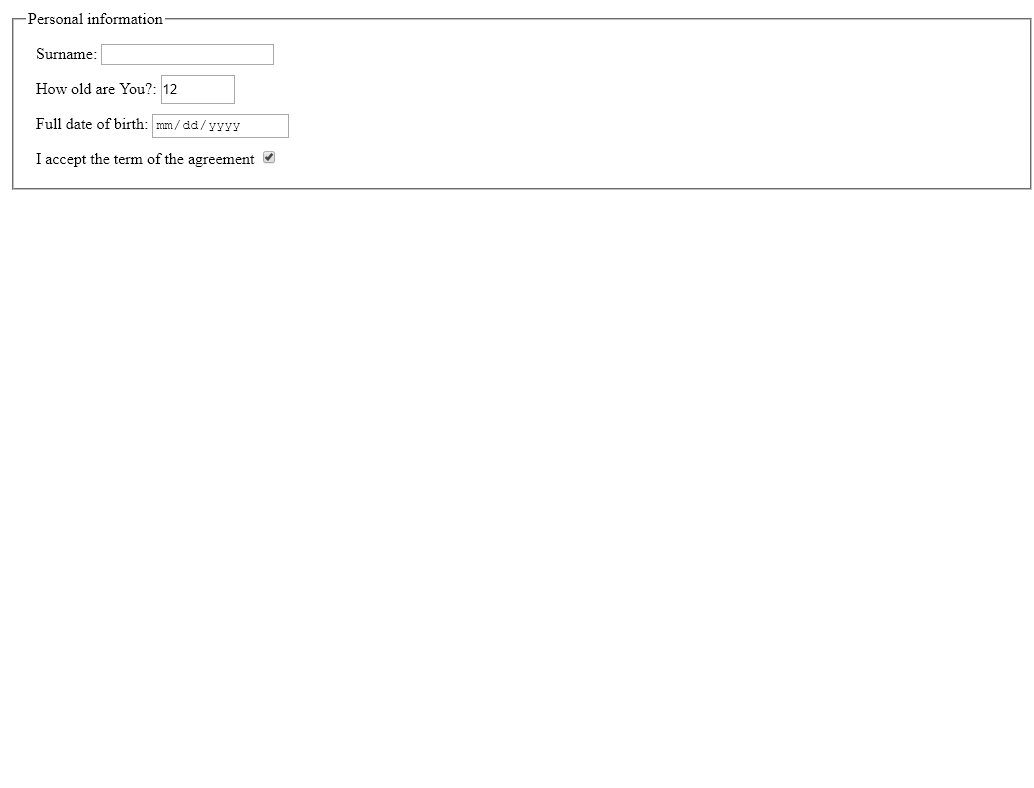 Personal information
Surname:
How old are You?: 12
Full date of birth: mm/dd/yyyy
I accept the term of the agreement